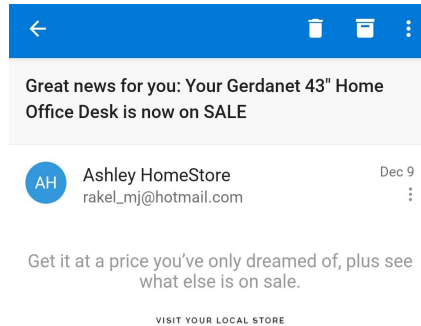 Great news for you: Your Gerdanet 43" Home
Office Desk is now on SALE
AH
Ashley HomeStore
Dec 9
rakel_mj@hotmail.com
Get it at a price you’ve only dreamed of, plus see
what else is on sale.
VISIT YOUR LOCAL STORE